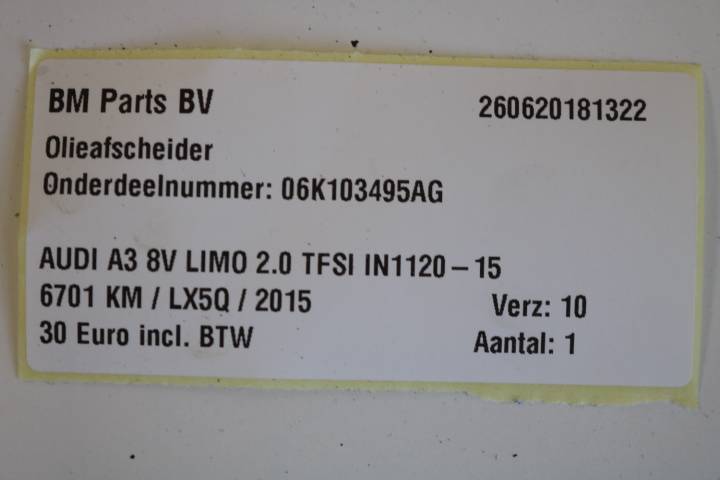 BM Parts BV 260620181322
Olieafscheider
Onderdeelnummer: 06K103495AG
AUDI A3 8V LIMO 2.0 TFSI IN1120-15
6701 KM / LX5Q / 2015 Verz: 10
30 Euro incl. BTW Aantal: 1